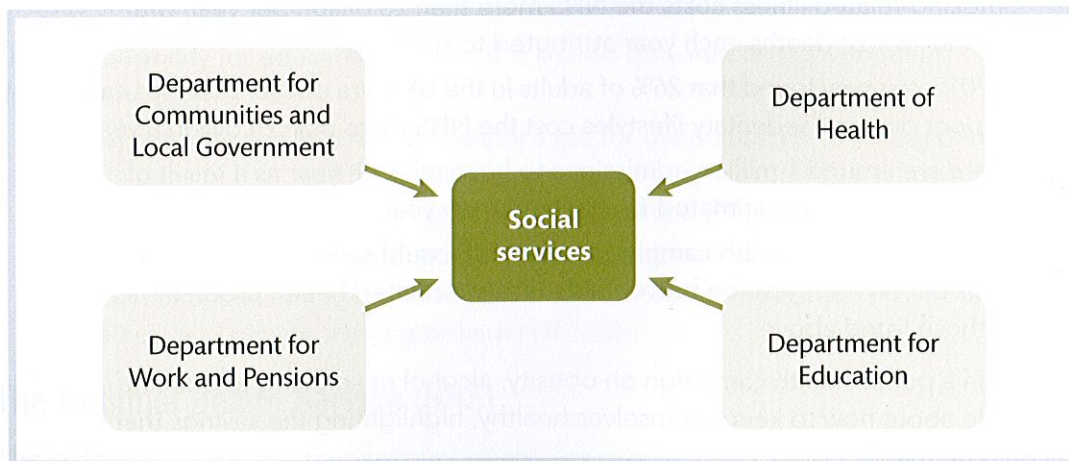 Department for
Communities and
Local Government
Department of
Health
Social
services
Department for
Work and Pensions
Department for
Education